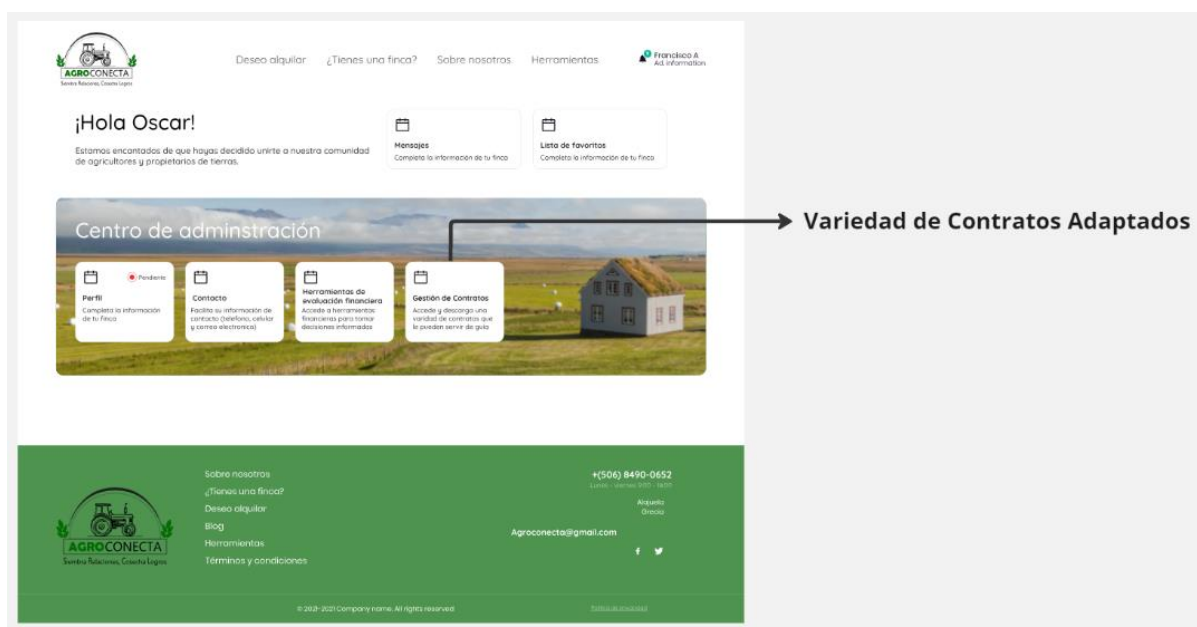 AGROCONECTA
Siembra Relaciones, Cosecha Logros
Deseo alquilar
¿Tienes una finca?
Sobre nosotros
Herramientas
Francisco A
Ad. information
¡Hola Oscar!
Estamos encantados de que hayas decidido unirte a nuestra comunidad
de agricultores y propietarios de tierras.
Mensajes
Completa la información de tu finca
Lista de favoritos
Completa la información de tu finca
Centro de adminstración
Pendiente
Perfil
Completa la información
de tu finca
Contacto
Facilita su información de
contacto (telefono, celular
y correo electronico)
Herramientas de
evaluación financiera
Accede a herramientas
financieras para tomar
decisiones informadas
Gestión de Contratos
Accede y descarga una
varidad de contratos que
le puedan servir de guía
Variedad de Contratos Adaptados
AGROCONECTA
Siembra Relaciones, Cosecha Logros
Sobre nosotros
¿Tienes una finca?
Deseo alquilar
Blog
Herramientas
Términos y condiciones
+(506) 8490-0652
Lunes - viernes
Alajuela
Grecia
Agroconecta@gmail.com
© 2021-2021 Company name. All rights reserved
Política de privacidad